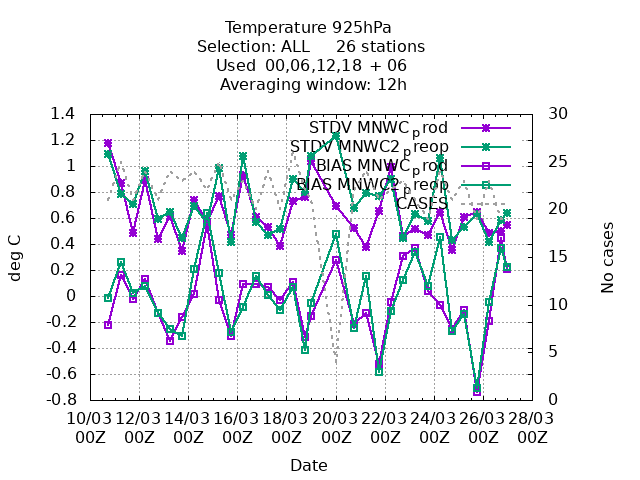 Temperature 925hPa
Selection: ALL 26 stations
Used 00,06,12,18 + 06
Averaging window: 12h
1.4
1.2
1
0.8
0.6
0.4
0.2
0
-0.2
-0.4
-0.6
-0.8
deg C
STDV MNWCprod
STDV MNWC2preop
BIAS MNWCprod
BIAS MNWC2preop
CASES
30
25
20
15
10
5
0
No cases
10/03 12/03 14/03 16/03 18/03 20/03 22/03 24/03 26/03 28/03
00Z 00Z 00Z 00Z 00Z 00Z 00Z 00Z 00Z 00Z
Date